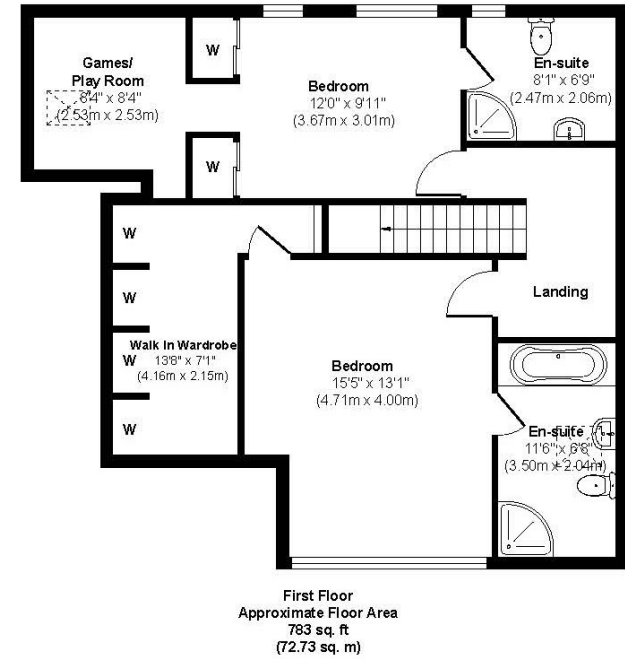 W
Games/
Play Room
8'4" x 8'4"
(2.53m x 2.53m)
Bedroom
12'0" x 9'11"
(3.67m x 3.01m)
En-suite
8'1" x 6'9"
(2.47m x 2.06m)
W
W
W
Landing
Walk In Wardrobe
13'8" x 7'1"
(4.16m x 2.15m)
W
W
Bedroom
15'5" x 13'1"
(4.71m x 4.00m)
En-suite
11'6" x 6'8"
(3.50m x 2.04m)
First Floor
Approximate Floor Area
783 sq. ft
(72.73 sq. m)